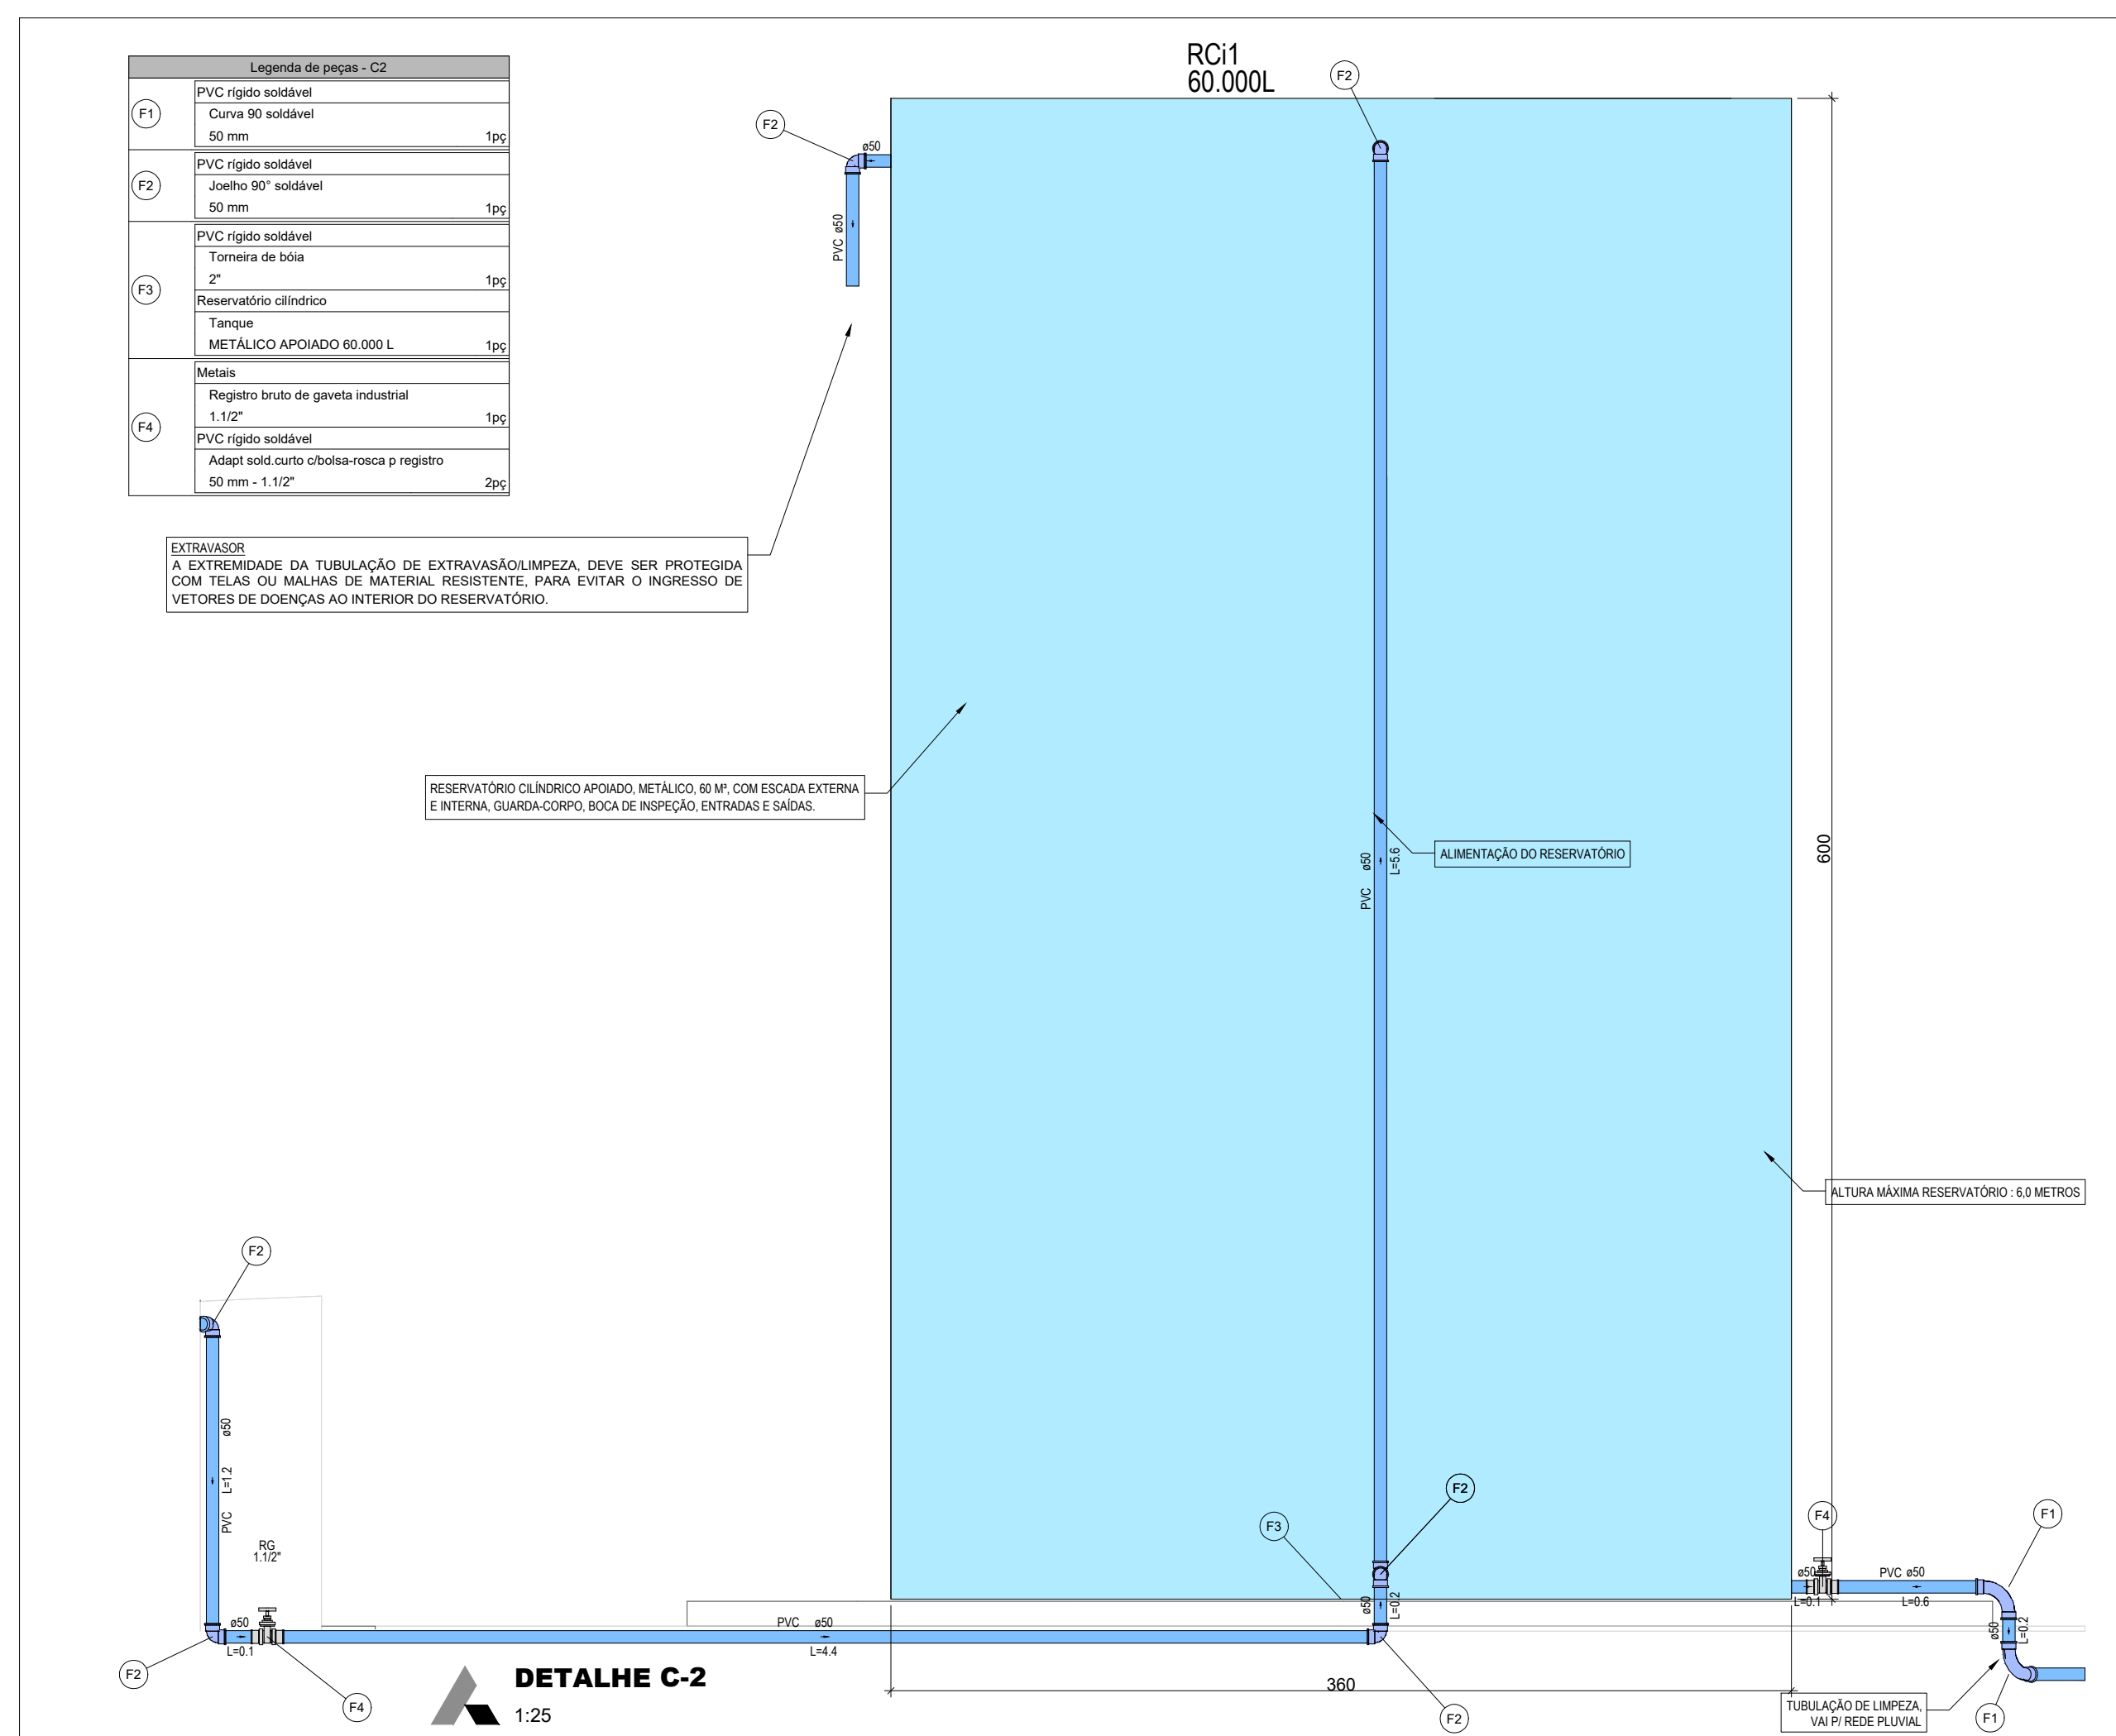 Legenda de peças - C2
F1
PVC rígido soldável
Curva 90 soldável
50 mm 1pç
F2
PVC rígido soldável
Joelho 90° soldável
50 mm 1pç
F3
PVC rígido soldável
Torneira de bóia
2" 1pç
Reservatório cilíndrico
Tanque
METÁLICO APOIADO 60.000 L 1pç
F4
Metais
Registro bruto de gaveta industrial
1.1/2" 1pç
PVC rígido soldável
Adapt sold.curto c/bolsa-rosca p registro
50 mm - 1.1/2" 2pç
RCi1
60.000L
F2
F2
ø50
PVC ø50
EXTRAVASOR
A EXTREMIDADE DA TUBULAÇÃO DE EXTRAVASÃO/LIMPEZA, DEVE SER PROTEGIDA
COM TELAS OU MALHAS DE MATERIAL RESISTENTE, PARA EVITAR O INGRESSO DE
VETORES DE DOENÇAS AO INTERIOR DO RESERVATÓRIO.
RESERVATÓRIO CILÍNDRICO APOIADO, METÁLICO, 60 M³, COM ESCADA EXTERNA
E INTERNA, GUARDA-CORPO, BOCA DE INSPEÇÃO, ENTRADAS E SAÍDAS.
ALIMENTAÇÃO DO RESERVATÓRIO
PVC ø50
L=5.6
600
ALTURA MÁXIMA RESERVATÓRIO : 6,0 METROS
F2
PVC ø50
L=1.2
RG
1.1/2"
F2
ø50
L=0.1
F4
PVC ø50
L=4.4
F3
F2
ø50
L=0.2
F2
360
F4
ø50
L=0.1
PVC ø50
L=0.6
F1
ø50
L=0.2
F1
TUBULAÇÃO DE LIMPEZA,
VAI P/ REDE PLUVIAL
DETALHE C-2
1:25